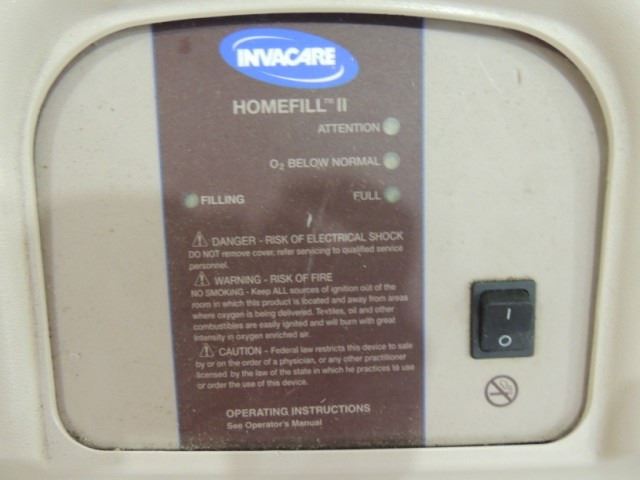 INVACARE
HOMEFILL™ II
ATTENTION
O₂ BELOW NORMAL
FILLING
FULL
DANGER - RISK OF ELECTRICAL SHOCK
DO NOT remove cover, refer servicing to qualified service
personnel.
WARNING - RISK OF FIRE
NO SMOKING - Keep ALL sources of ignition out of the
room in which this product is located and away from areas
where oxygen is being delivered. Textiles, oil and other
combustibles are easily ignited and will burn with great
intensity in oxygen enriched air.
CAUTION - Federal law restricts this device to sale
by or on the order of a physician, or any other practitioner
licensed by the law of the state in which he practices to use
or order the use of this device.
OPERATING INSTRUCTIONS
See Operator's Manual
I
O